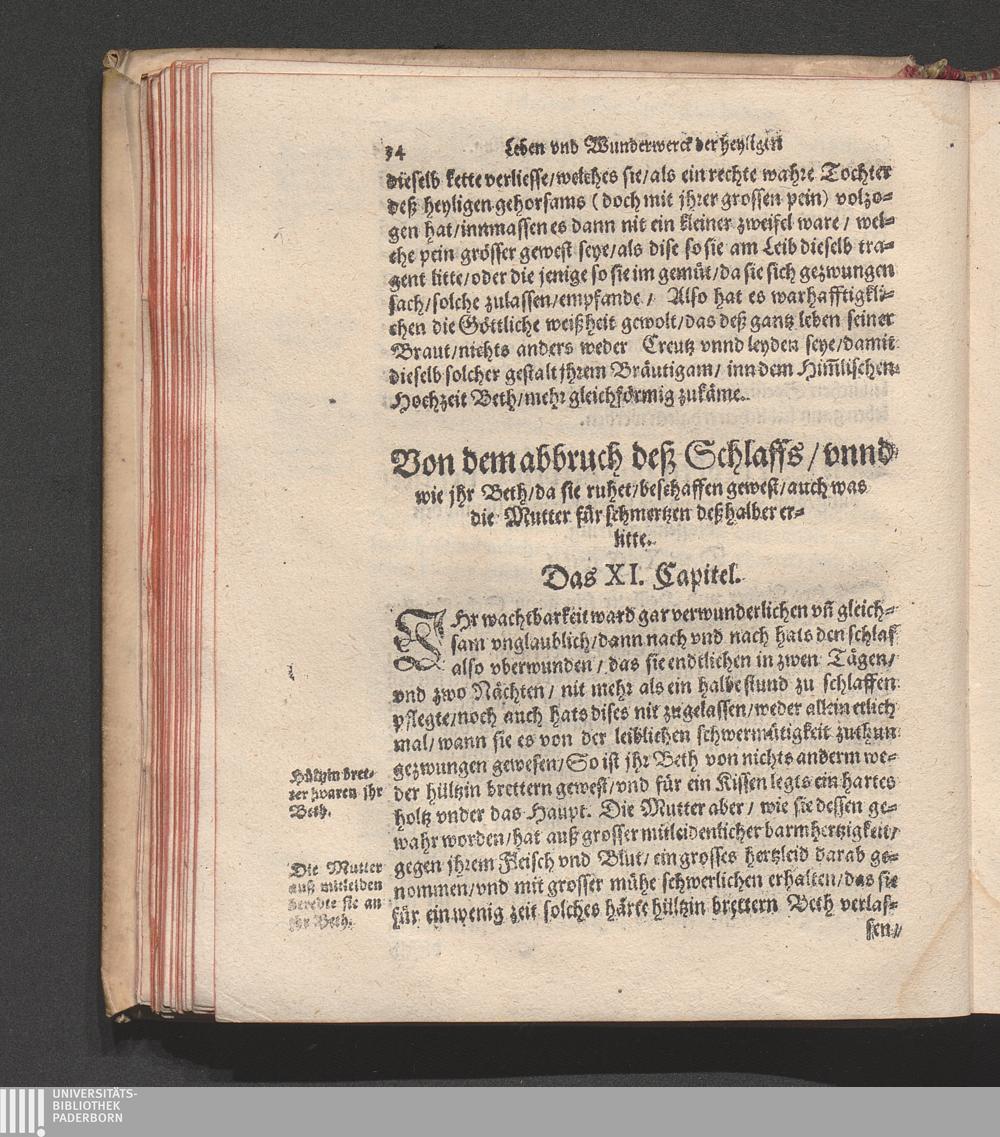 34 Leben vnd Wunderwerck der heyligen
dieselb kette verliesse/welches sie/als ein rechte wahre Tochter
deß heyligen gehorsams (doch mit jhrer grossen pein) volzo=
gen hat/innmassen es dann nit ein kleiner zweifel ware/ wel=
che pein grösser gewest seye/als dise so sie am Leib dieselb tra=
gent litte/oder die jenige so sie im gemüt/da sie sich gezwungen
sach/solche zulassen/empfande/ Also hat es warhafftigkli=
chen die Göttliche weißheit gewolt/das deß gantz leben seiner
Braut/nichts anders weder Creutz vnnd leyden seye/damit
dieselb solcher gestalt jhrem Bräutigam/ inn dem Him̄lischen
Hochzeit Beth/mehr gleichförmig zukäme.
Von dem abbruch deß Schlaffs/vnnd
wie jhr Beth/da sie ruhet/beschaffen gewest/auch was
die Mutter für schmertzen deßhalber er=
litte.
Das XI. Capitel.
IHr wachtbarkeit ward gar verwunderlichen vn̄ gleich=
sam vnglaublich/dann nach vnd nach hats den schlaf
also vberwunden/ das sie endtlichen in zwen Tägen/
vnd zwo Nächten/ nit mehr als ein halbe stund zu schlaffen
pflegte/noch auch hats dises nit zugelassen/weder allein etlich
mal/wann sie es von der leiblichen schwermütigkeit zuthun
gezwungen gewesen/So ist jhr Beth von nichts anderm we=
der hültzin brettern gewest/vnd für ein Kissen legts ein hartes
holtz vnder das Haupt. Die Mutter aber/ wie sie dessen ge=
wahr worden/hat auß grosser mitleidenlicher barmhertzigkeit/
gegen jhrem Fleisch vnd Blut/ ein grosses hertzleid darab ge=
nommen/vnd mit grosser mühe schwerlichen erhalten/das sie
für ein wenig zeit solches härte hültzin brettern Beth verlas=
sen/
Hültzin bret=
ter waren jhr
Beth.
Die Mutter
auß mitleiden
beredte sie an
jhr Beth.
UNIVERSITÄTS-
BIBLIOTHEK
PADERBORN